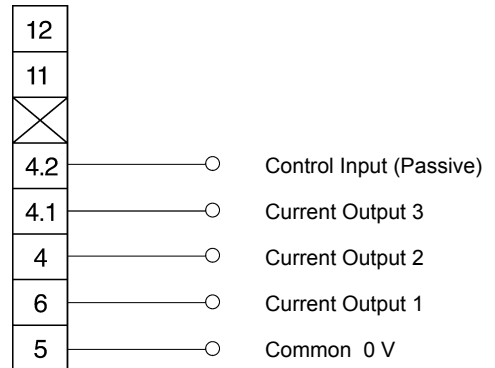 12
11
4.2 Control Input (Passive)
4.1 Current Output 3
4 Current Output 2
6 Current Output 1
5 Common 0 V